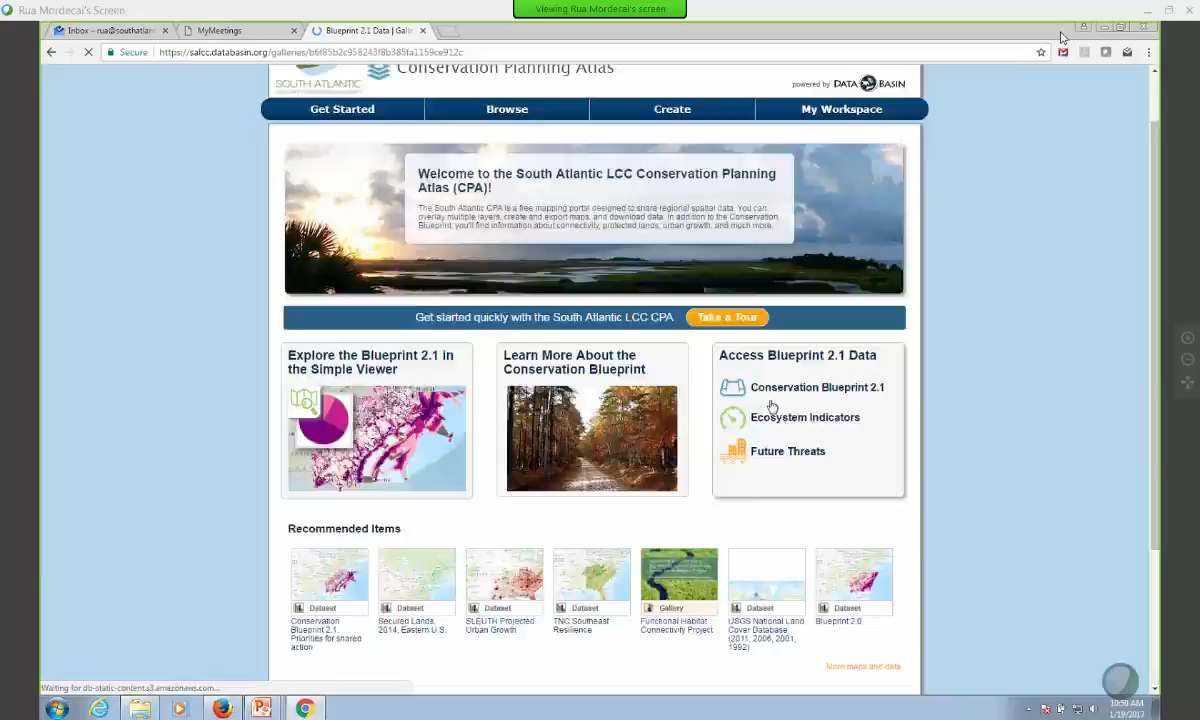 Rua Mordecai's Screen
Viewing Rua Mordecai's screen
Inbox – rua@southatlan
MyMeetings
Blueprint 2.1 Data | Galle
Secure
https://salcc.databasin.org/galleries/b6f85b2c958243f8b385fa1159ce912c
SOUTH ATLANTIC
Conservation Planning Atlas
powered by DATA BASIN
Get Started
Browse
Create
My Workspace
Welcome to the South Atlantic LCC Conservation Planning
Atlas (CPA)!
The South Atlantic CPA is a free mapping portal designed to share regional spatial data. You can
overlay multiple layers, create and export maps, and download data. In addition to the Conservation
Blueprint, you'll find information about connectivity, protected lands, urban growth, and much more.
Get started quickly with the South Atlantic LCC CPA
Take a Tour
Explore the Blueprint 2.1 in
the Simple Viewer
Learn More About the
Conservation Blueprint
Access Blueprint 2.1 Data
Conservation Blueprint 2.1
Ecosystem Indicators
Future Threats
Recommended Items
Dataset
Conservation
Blueprint 2.1:
Priorities for shared
action
Dataset
Secured Lands,
2014, Eastern U.S.
Dataset
SLEUTH Projected
Urban Growth
Dataset
TNC Southeast
Resilience
Gallery
Functional Habitat
Connectivity Project
Dataset
USGS National Land
Cover Database
(2011, 2006, 2001,
1992)
Dataset
Blueprint 2.0
More maps and data
Waiting for db-static-content.s3.amazonaws.com...
10:50 AM
1/19/2017